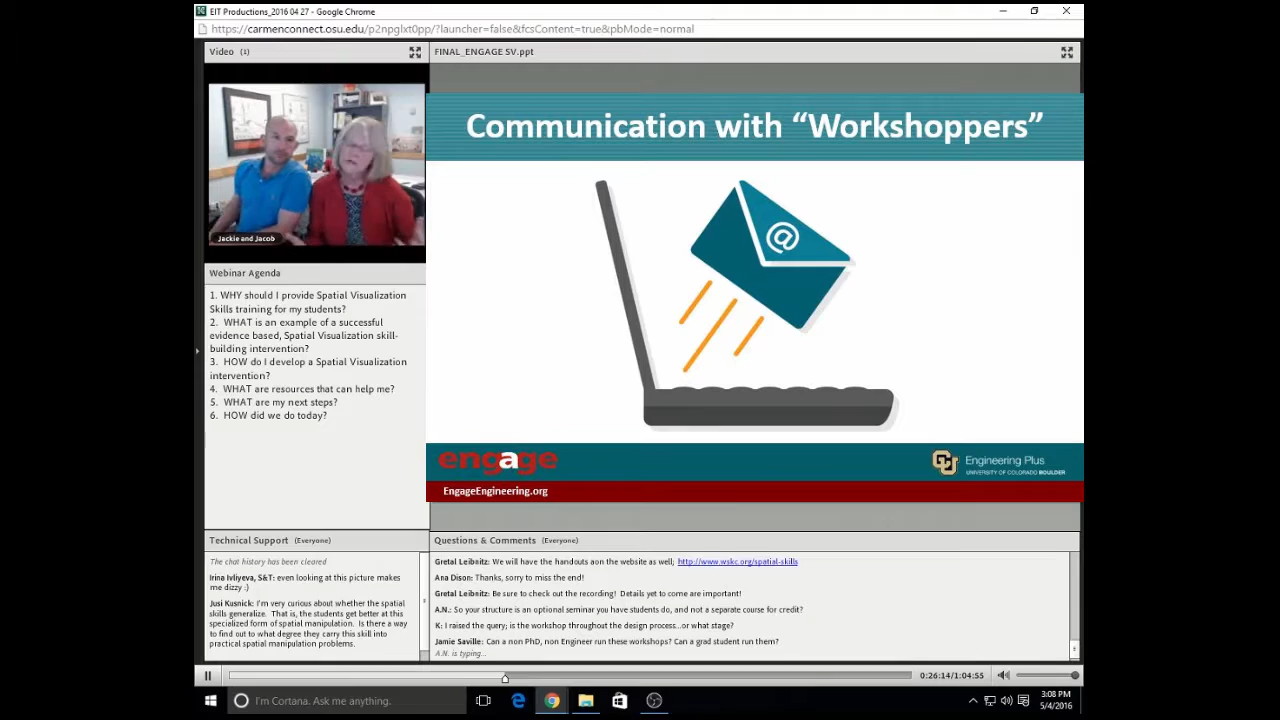 EIT Productions_2016 04 27 - Google Chrome
https://carmenconnect.osu.edu/p2npglxt0pp/?launcher=false&fcsContent=true&pbMode=normal
Video (1)
Jackie and Jacob
Webinar Agenda
1. WHY should I provide Spatial Visualization
Skills training for my students?
2. WHAT is an example of a successful
evidence based, Spatial Visualization skill-
building intervention?
3. HOW do I develop a Spatial Visualization
intervention?
4. WHAT are resources that can help me?
5. WHAT are my next steps?
6. HOW did we do today?
Technical Support (Everyone)
The chat history has been cleared
Irina Ivliyeva, S&T: even looking at this picture makes
me dizzy :)
Jusi Kusnick: I'm very curious about whether the spatial
skills generalize. That is, the students get better at this
specialized form of spatial manipulation. Is there a way
to find out to what degree they carry this skill into
practical spatial manipulation problems.
FINAL_ENGAGE SV.ppt
Communication with “Workshoppers”
@
engage
CU
Engineering Plus
UNIVERSITY OF COLORADO BOULDER
EngageEngineering.org
Questions & Comments (Everyone)
Gretal Leibnitz: We will have the handouts aon the website as well; http://www.wskc.org/spatial-skills
Ana Dison: Thanks, sorry to miss the end!
Gretal Leibnitz: Be sure to check out the recording! Details yet to come are important!
A.N.: So your structure is an optional seminar you have students do, and not a separate course for credit?
K: I raised the query; is the workshop throughout the design process...or what stage?
Jamie Saville: Can a non PhD, non Engineer run these workshops? Can a grad student run them?
A.N. is typing...
0:26:14/1:04:55
I'm Cortana. Ask me anything.
3:08 PM
5/4/2016